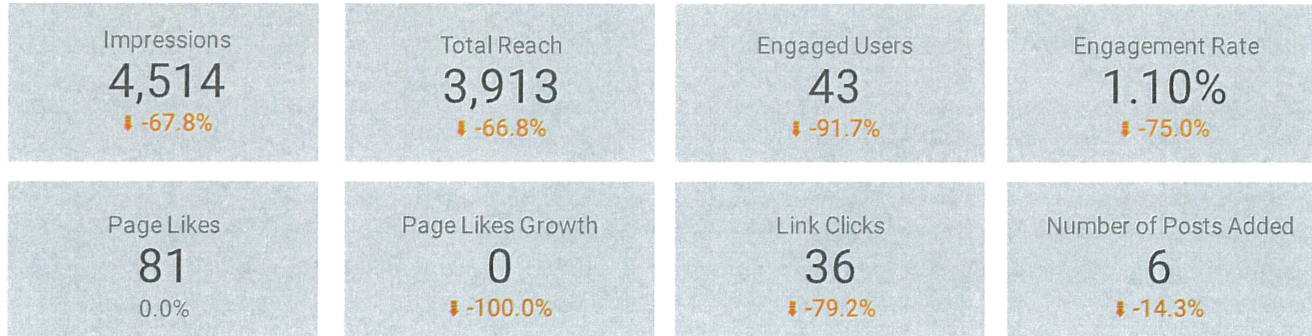 Impressions
4,514
⬇ -67.8%
Total Reach
3,913
⬇ -66.8%
Engaged Users
43
⬇ -91.7%
Engagement Rate
1.10%
⬇ -75.0%
Page Likes
81
0.0%
Page Likes Growth
0
⬇ -100.0%
Link Clicks
36
⬇ -79.2%
Number of Posts Added
6
⬇ -14.3%